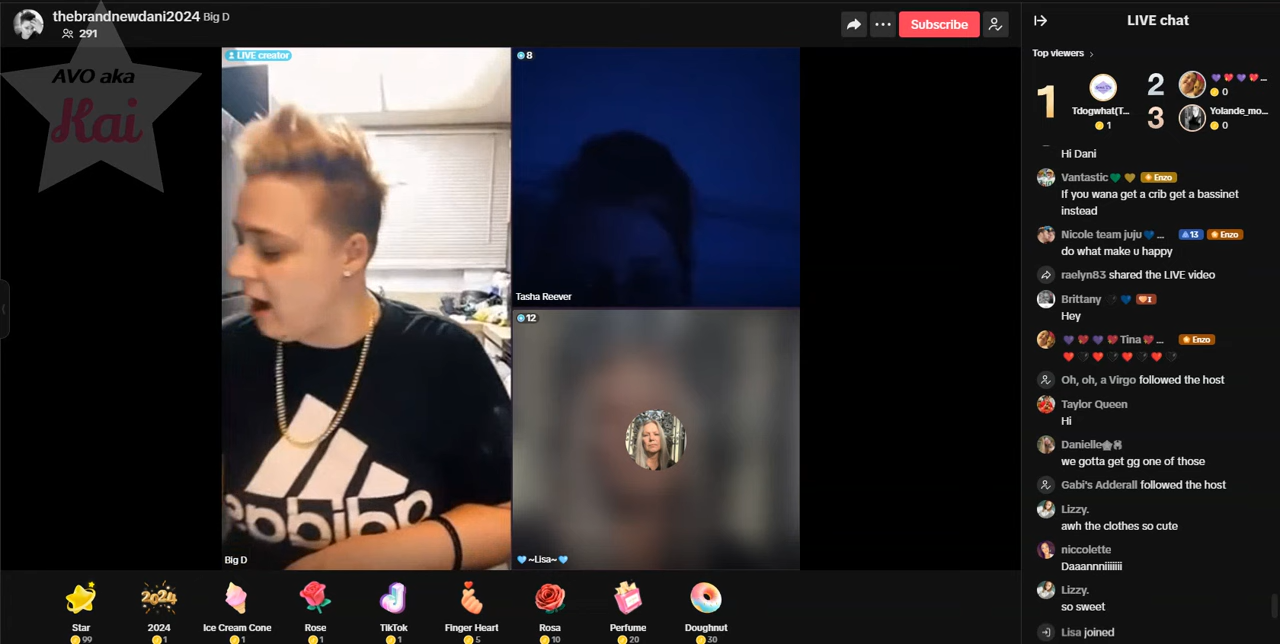 thebrandnewdani2024 Big D
291
Subscribe
AVO aka
Kai
LIVE creator
8
Tasha Reever
12
adidas
Big D
~Lisa~
Star
99
2024
2024
1
Ice Cream Cone
1
Rose
1
TikTok
1
Finger Heart
5
Rosa
10
Perfume
20
Doughnut
30
LIVE chat
Top viewers
1
Tdogwhat(T...
1
2
...
0
3
Yolande_mo...
0
Hi Dani
Vantastic Enzo
If you wana get a crib get a bassinet
instead
Nicole team juju ... 13 Enzo
do what make u happy
raelyn83 shared the LIVE video
Brittany I
Hey
Tina ... Enzo
Oh, oh, a Virgo followed the host
Taylor Queen
Hi
Danielle
we gotta get gg one of those
Gabi's Adderall followed the host
Lizzy.
awh the clothes so cute
niccolette
Daaannniiiiiii
Lizzy.
so sweet
Lisa joined